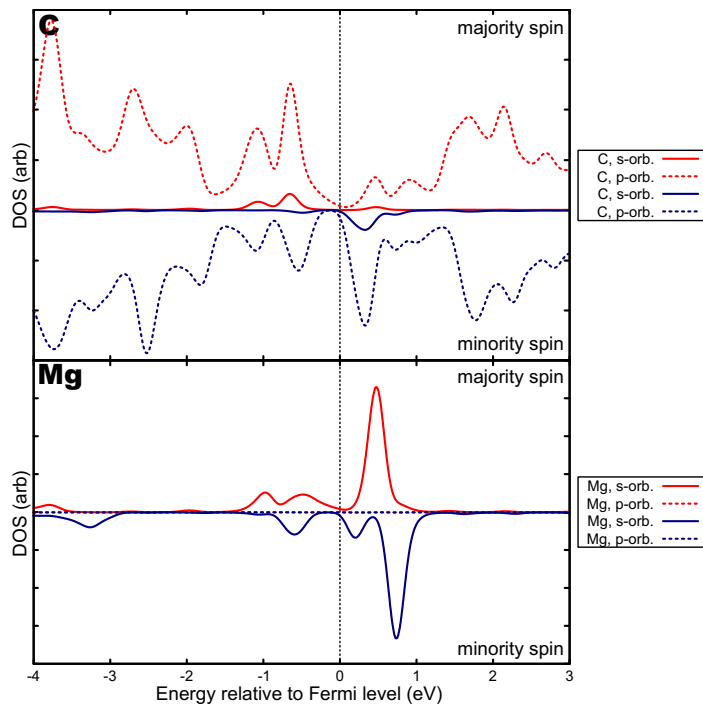 C
majority spin
DOS (arb)
minority spin
C, s-orb.
C, p-orb.
C, s-orb.
C, p-orb.
Mg
majority spin
DOS (arb)
minority spin
Mg, s-orb.
Mg, p-orb.
Mg, s-orb.
Mg, p-orb.
-4 -3 -2 -1 0 1 2 3
Energy relative to Fermi level (eV)